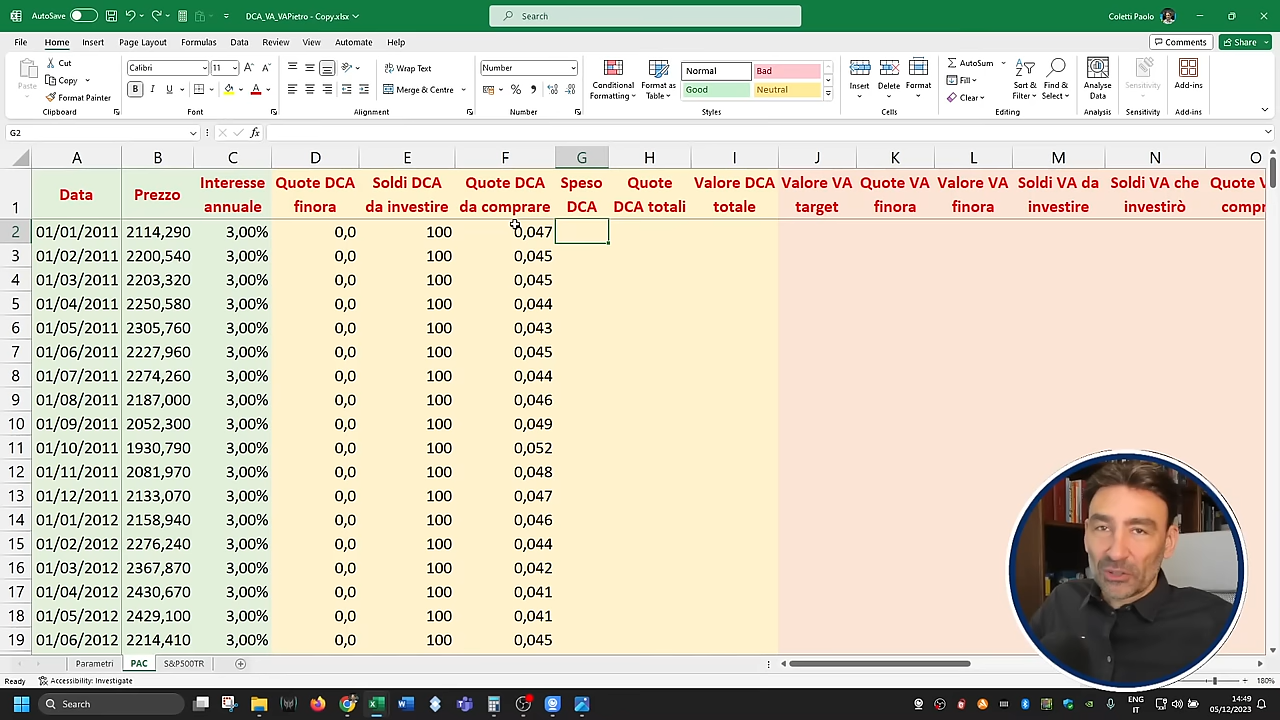 AutoSave
DCA_VA_VAPietro - Copy.xlsx
Search
Coletti Paolo
File Home Insert Page Layout Formulas Data Review View Automate Help
Comments Share
Paste
Cut
Copy
Format Painter
Clipboard
Calibri 11
Font
Wrap Text
Merge & Centre
Alignment
Number
Number
Conditional Formatting
Format as Table
Normal Bad
Good Neutral
Styles
Insert Delete Format
Cells
AutoSum
Fill
Clear
Sort & Filter
Find & Select
Editing
Analyse Data
Analysis
Sensitivity
Sensitivity
Add-ins
Add-ins
G2 fx
A B C D E F G H I J K L M N O
1 Data Prezzo Interesse annuale Quote DCA finora Soldi DCA da investire Quote DCA da comprare Speso DCA Quote DCA totali Valore DCA totale Valore VA target Quote VA finora Valore VA finora Soldi VA da investire Soldi VA che investirò Quote V compr
2 01/01/2011 2114,290 3,00% 0,0 100 0,047
3 01/02/2011 2200,540 3,00% 0,0 100 0,045
4 01/03/2011 2203,320 3,00% 0,0 100 0,045
5 01/04/2011 2250,580 3,00% 0,0 100 0,044
6 01/05/2011 2305,760 3,00% 0,0 100 0,043
7 01/06/2011 2227,960 3,00% 0,0 100 0,045
8 01/07/2011 2274,260 3,00% 0,0 100 0,044
9 01/08/2011 2187,000 3,00% 0,0 100 0,046
10 01/09/2011 2052,300 3,00% 0,0 100 0,049
11 01/10/2011 1930,790 3,00% 0,0 100 0,052
12 01/11/2011 2081,970 3,00% 0,0 100 0,048
13 01/12/2011 2133,070 3,00% 0,0 100 0,047
14 01/01/2012 2158,940 3,00% 0,0 100 0,046
15 01/02/2012 2276,240 3,00% 0,0 100 0,044
16 01/03/2012 2367,870 3,00% 0,0 100 0,042
17 01/04/2012 2430,670 3,00% 0,0 100 0,041
18 01/05/2012 2429,100 3,00% 0,0 100 0,041
19 01/06/2012 2214,410 3,00% 0,0 100 0,045
Parametri PAC S&P500TR
Ready Accessibility: Investigate
180%
Search
ENG
IT
14:49
05/12/2023